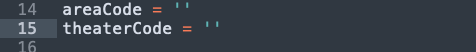 14 areaCode = ''
15 theaterCode = ''
16